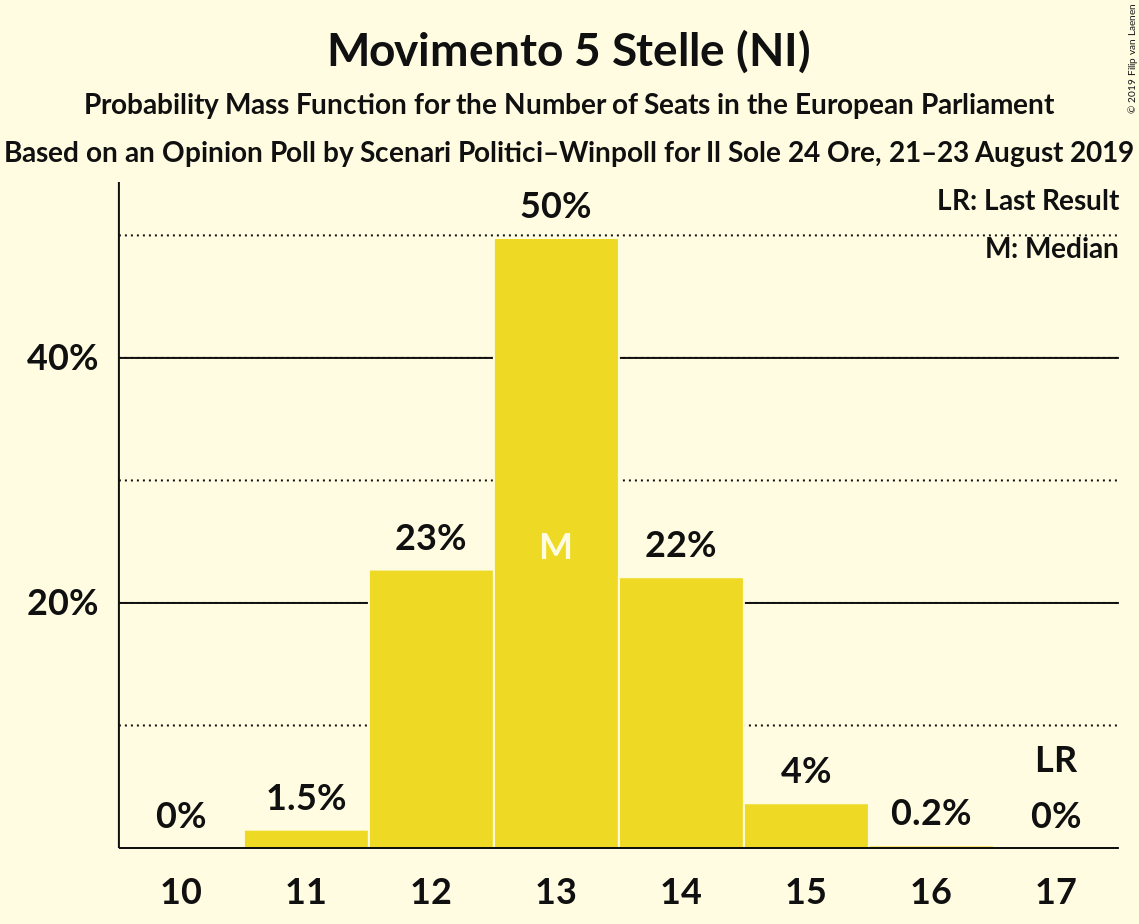 Movimento 5 Stelle (NI)
Probability Mass Function for the Number of Seats in the European Parliament
Based on an Opinion Poll by Scenari Politici–Winpoll for Il Sole 24 Ore, 21–23 August 2019
© 2019 Filip van Laenen
LR: Last Result
M: Median
50%
40%
23%
M
22%
20%
LR
4%
1.5%
0%
0.2%
0%
10 11 12 13 14 15 16 17